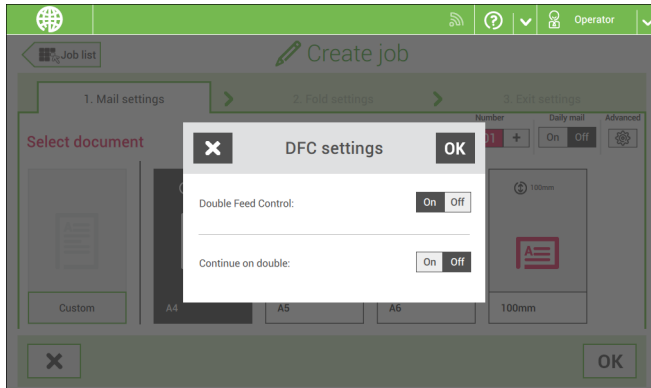 Operator
Job list
Create job
1. Mail settings
2. Fold settings
3. Exit settings
Number
Daily mail
Advanced
Select document
01
+
On Off
DFC settings
OK
Double Feed Control:
On Off
Continue on double:
On Off
100mm
Custom
A4
A5
A6
100mm
OK